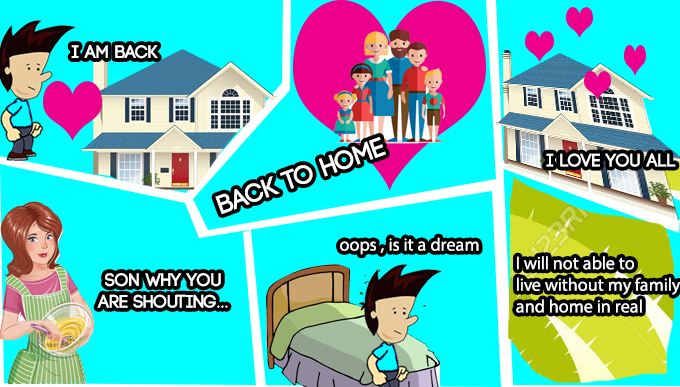 I AM BACK
BACK TO HOME
I LOVE YOU ALL
SON WHY YOU
ARE SHOUTING...
oops , is it a dream
I will not able to
live without my family
and home in real